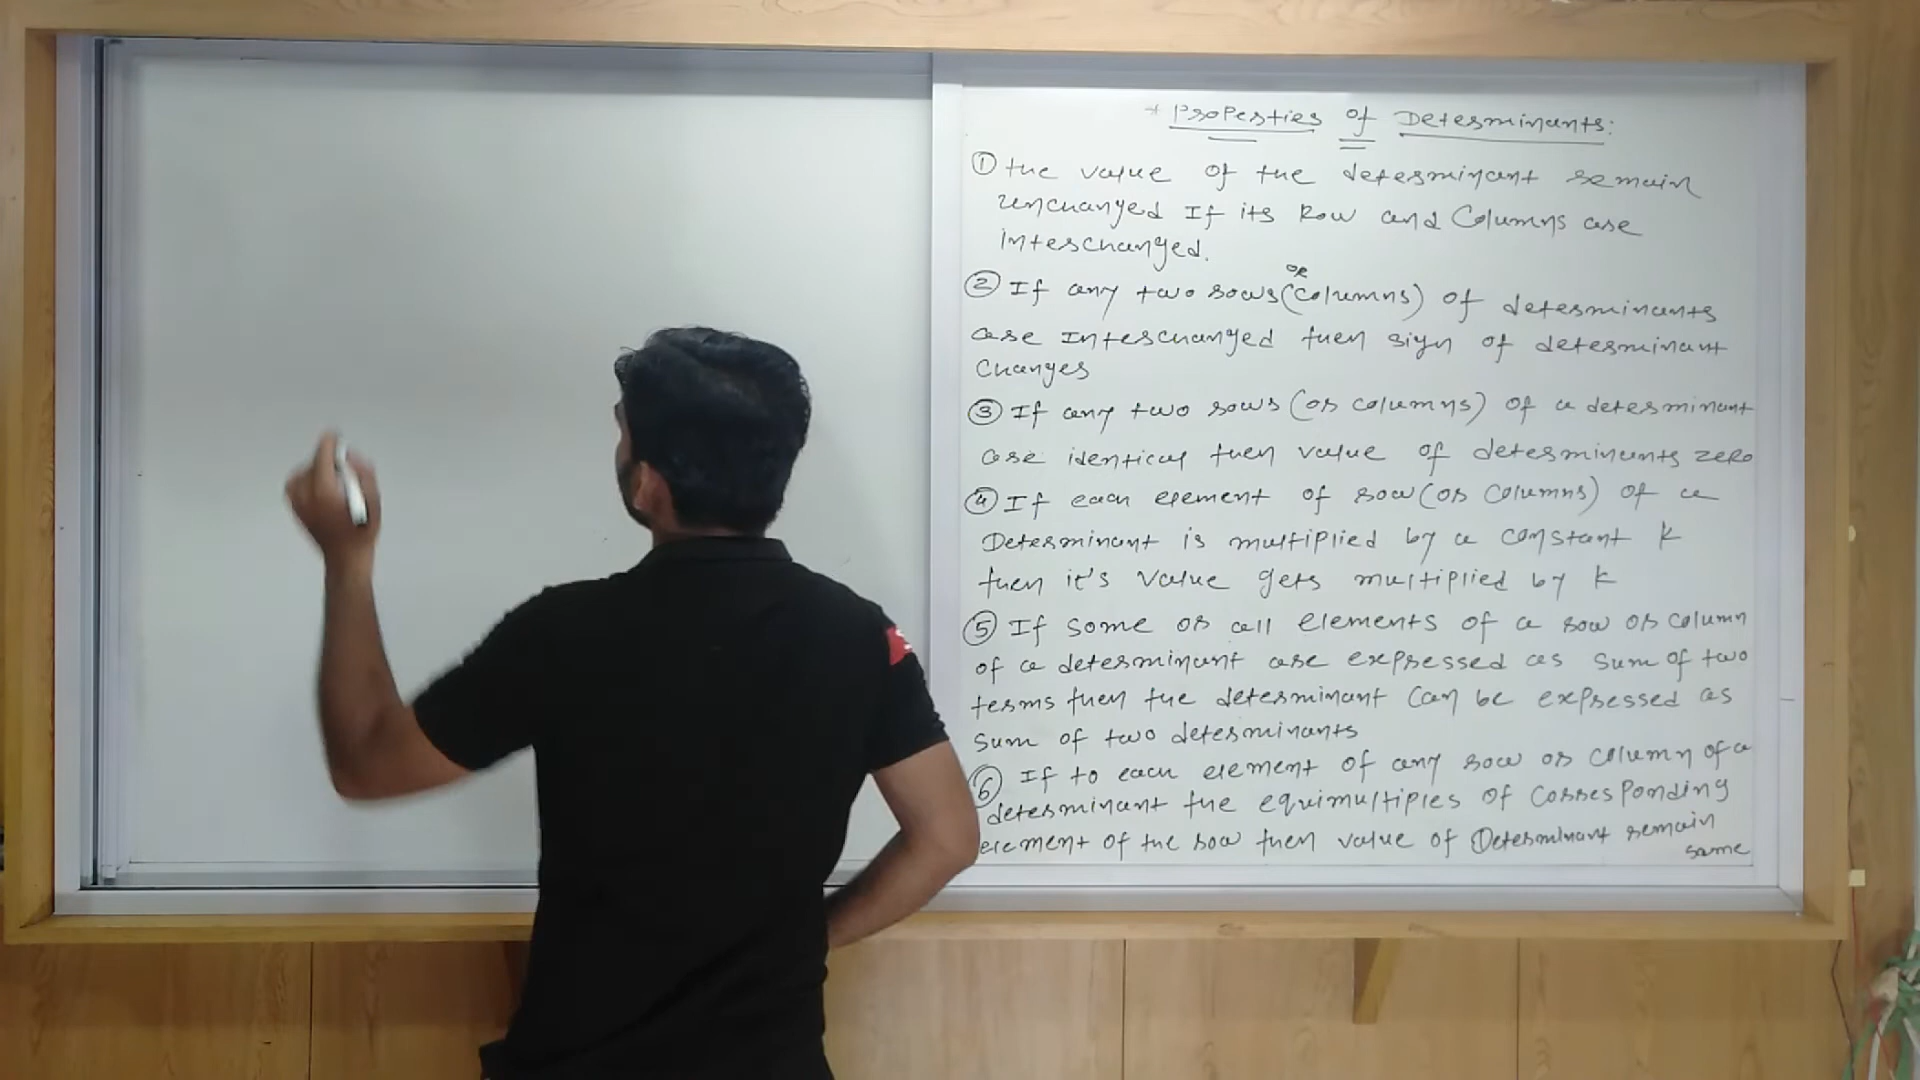 * Properties of Determinants:
① the value of the determinant remain
unchanged If its Row and Columns are
interchanged.
② If any two rows (or columns) of determinants
are Interchanged then sign of determinant
Changes
③ If any two rows (or columns) of a determinant
are identical then value of determinants zero
④ If each element of row (or columns) of a
Determinant is multiplied by a constant k
then it's value gets multiplied by k
⑤ If some or all elements of a row or column
of a determinant are expressed as sum of two
terms then the determinant can be expressed as
sum of two determinants
⑥ If to each element of any row or column of a
determinant the equimultiples of corresponding
element of the row then value of Determinant remain
same